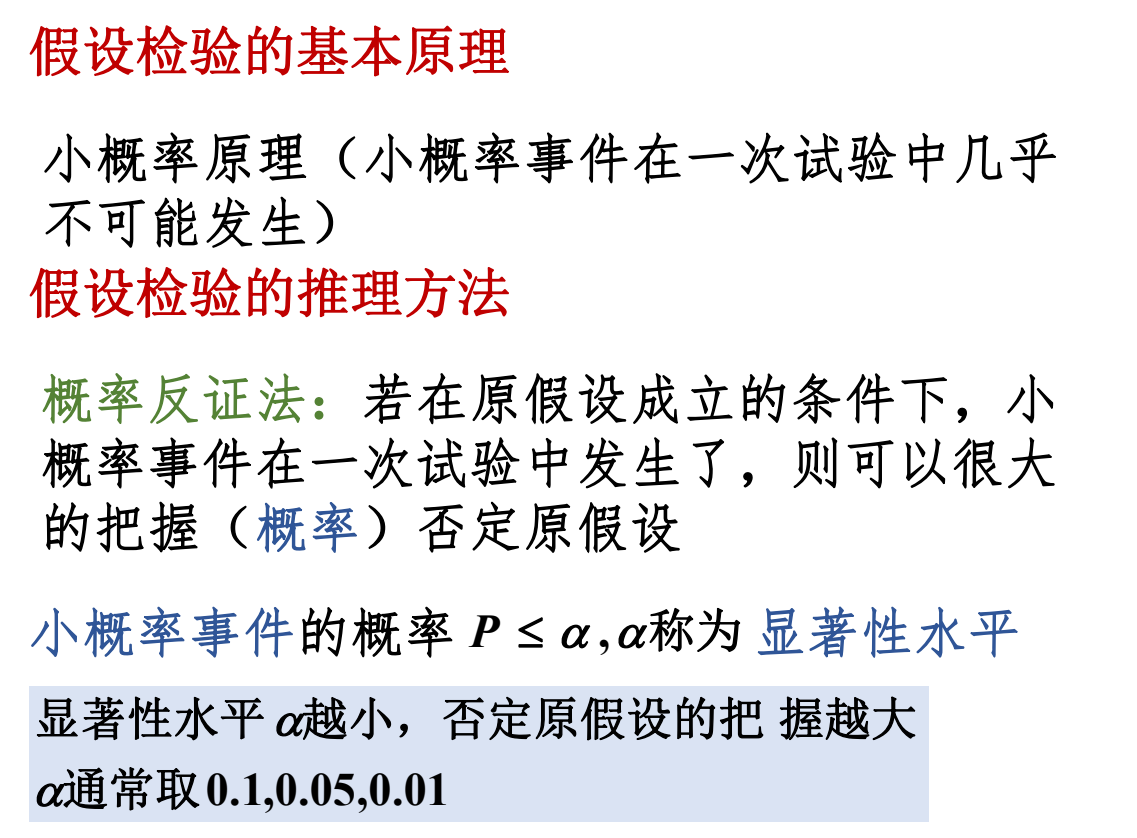 假设检验的基本原理
小概率原理（小概率事件在一次试验中几乎
不可能发生）
假设检验的推理方法
概率反证法：若在原假设成立的条件下，小
概率事件在一次试验中发生了，则可以很大
的把握（概率）否定原假设
小概率事件的概率 P ≤ α ,α称为 显著性水平
显著性水平 α越小，否定原假设的把 握越大
α通常取0.1,0.05,0.01